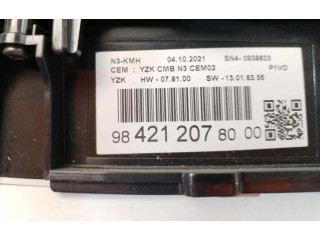 N3-KMH 04.10.2021 SN4-0938633
CEM : YZK CMB N3 CEM02 P1VO
YZK HW - 07.81.00 SW - 13.01.63.55
98 421 207 80 00